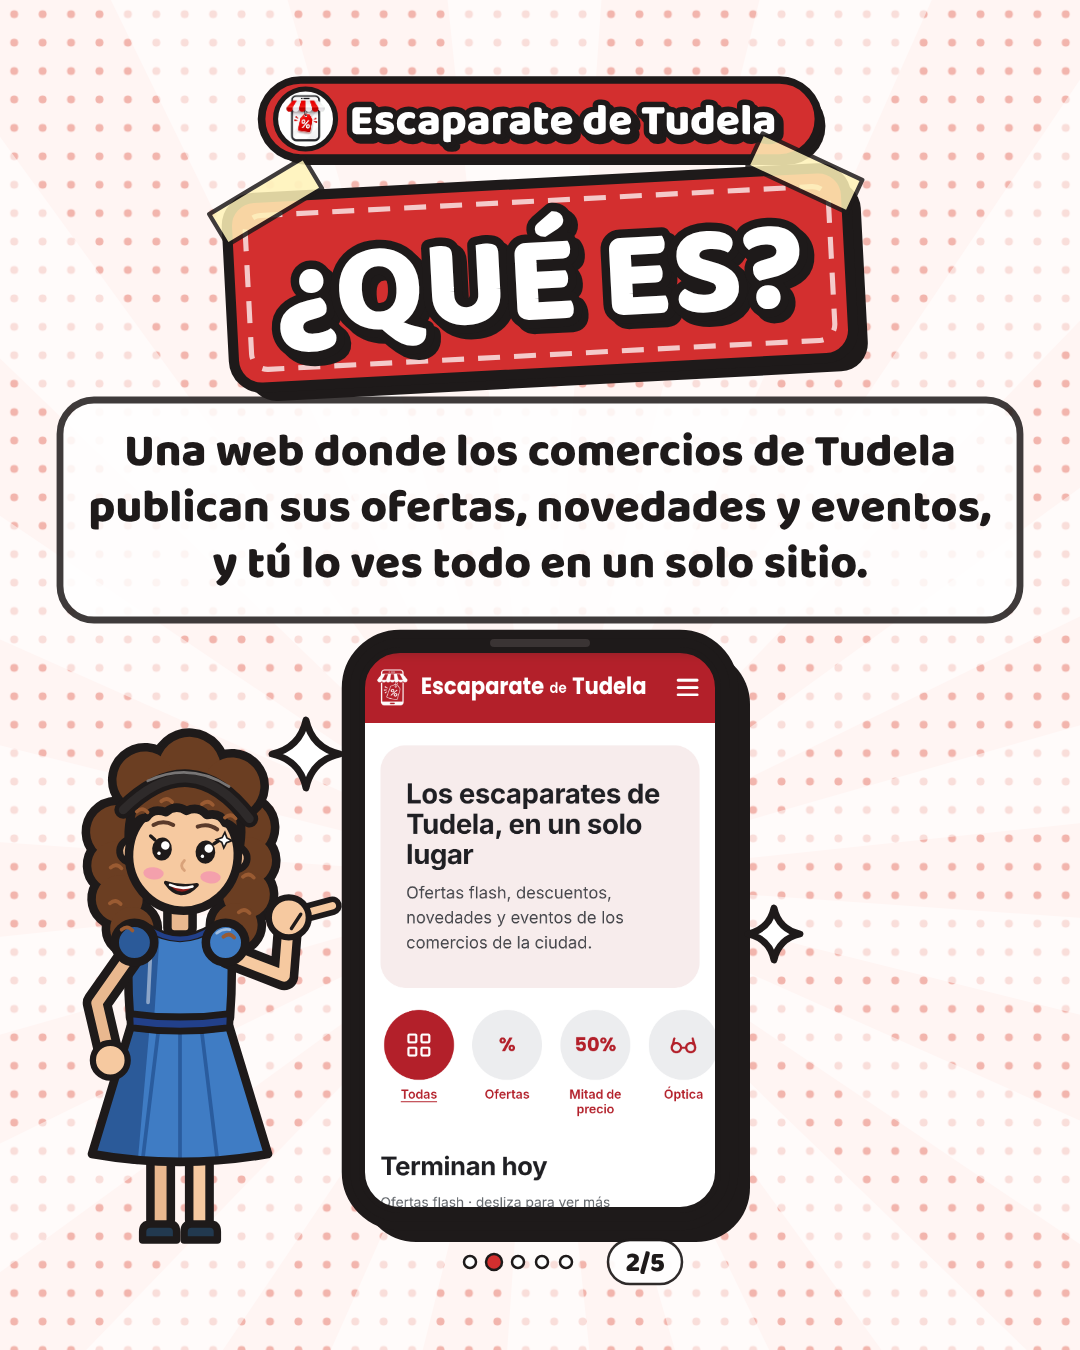 Escaparate de Tudela
¿QUÉ ES?
Una web donde los comercios de Tudela
publican sus ofertas, novedades y eventos,
y tú lo ves todo en un solo sitio.
%
Escaparate de Tudela
Los escaparates de
Tudela, en un solo
lugar
Ofertas flash, descuentos,
novedades y eventos de los
comercios de la ciudad.
% 50%
Todas Ofertas Mitad de precio Óptica
Terminan hoy
Ofertas flash · desliza para ver más
2/5